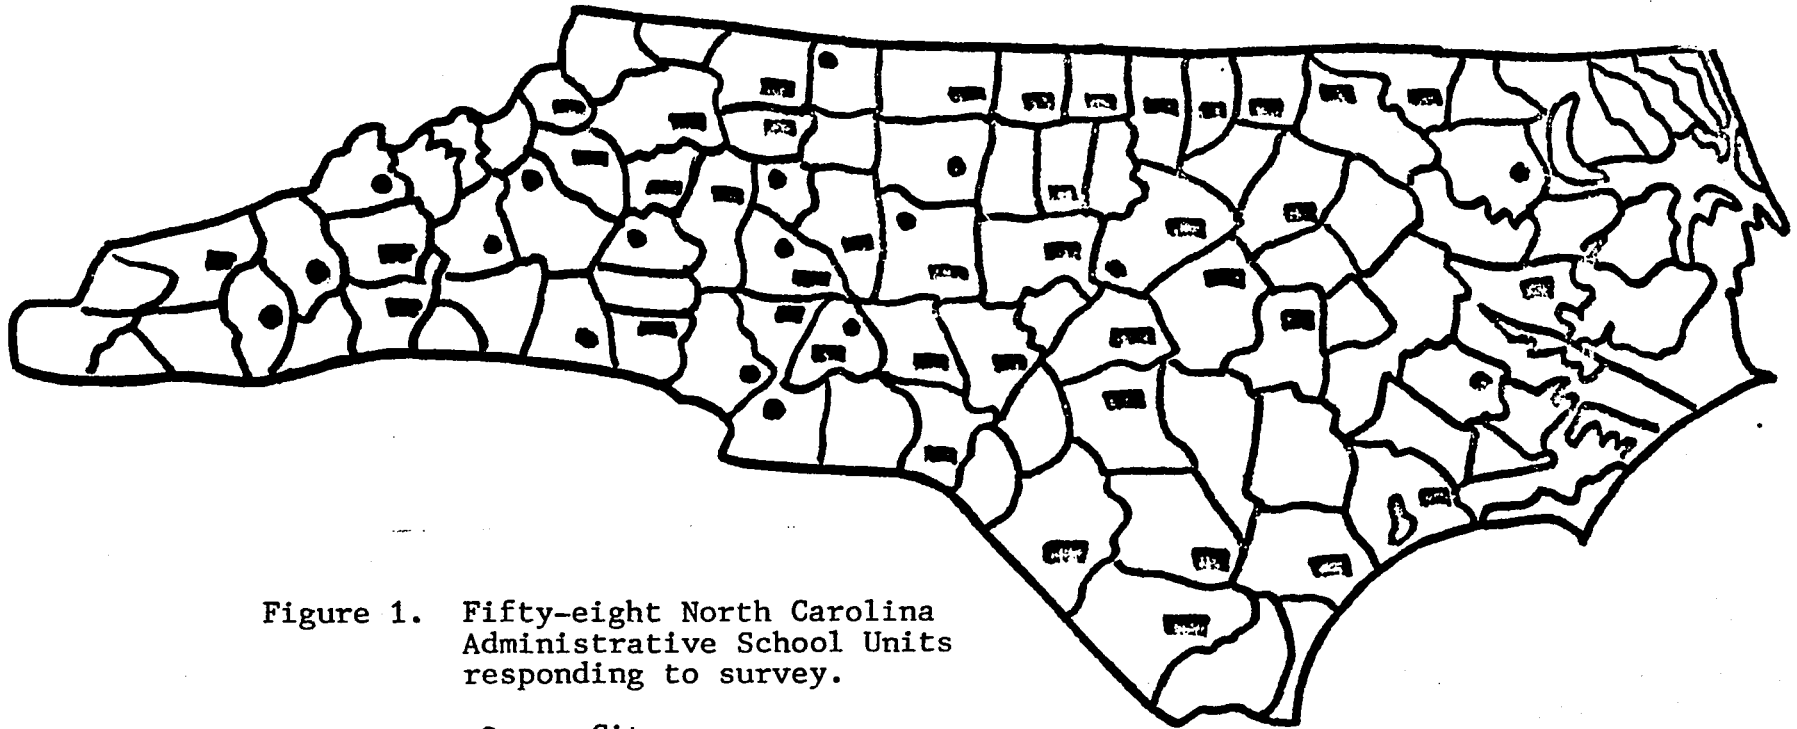 Figure 1. Fifty-eight North Carolina
Administrative School Units
responding to survey.